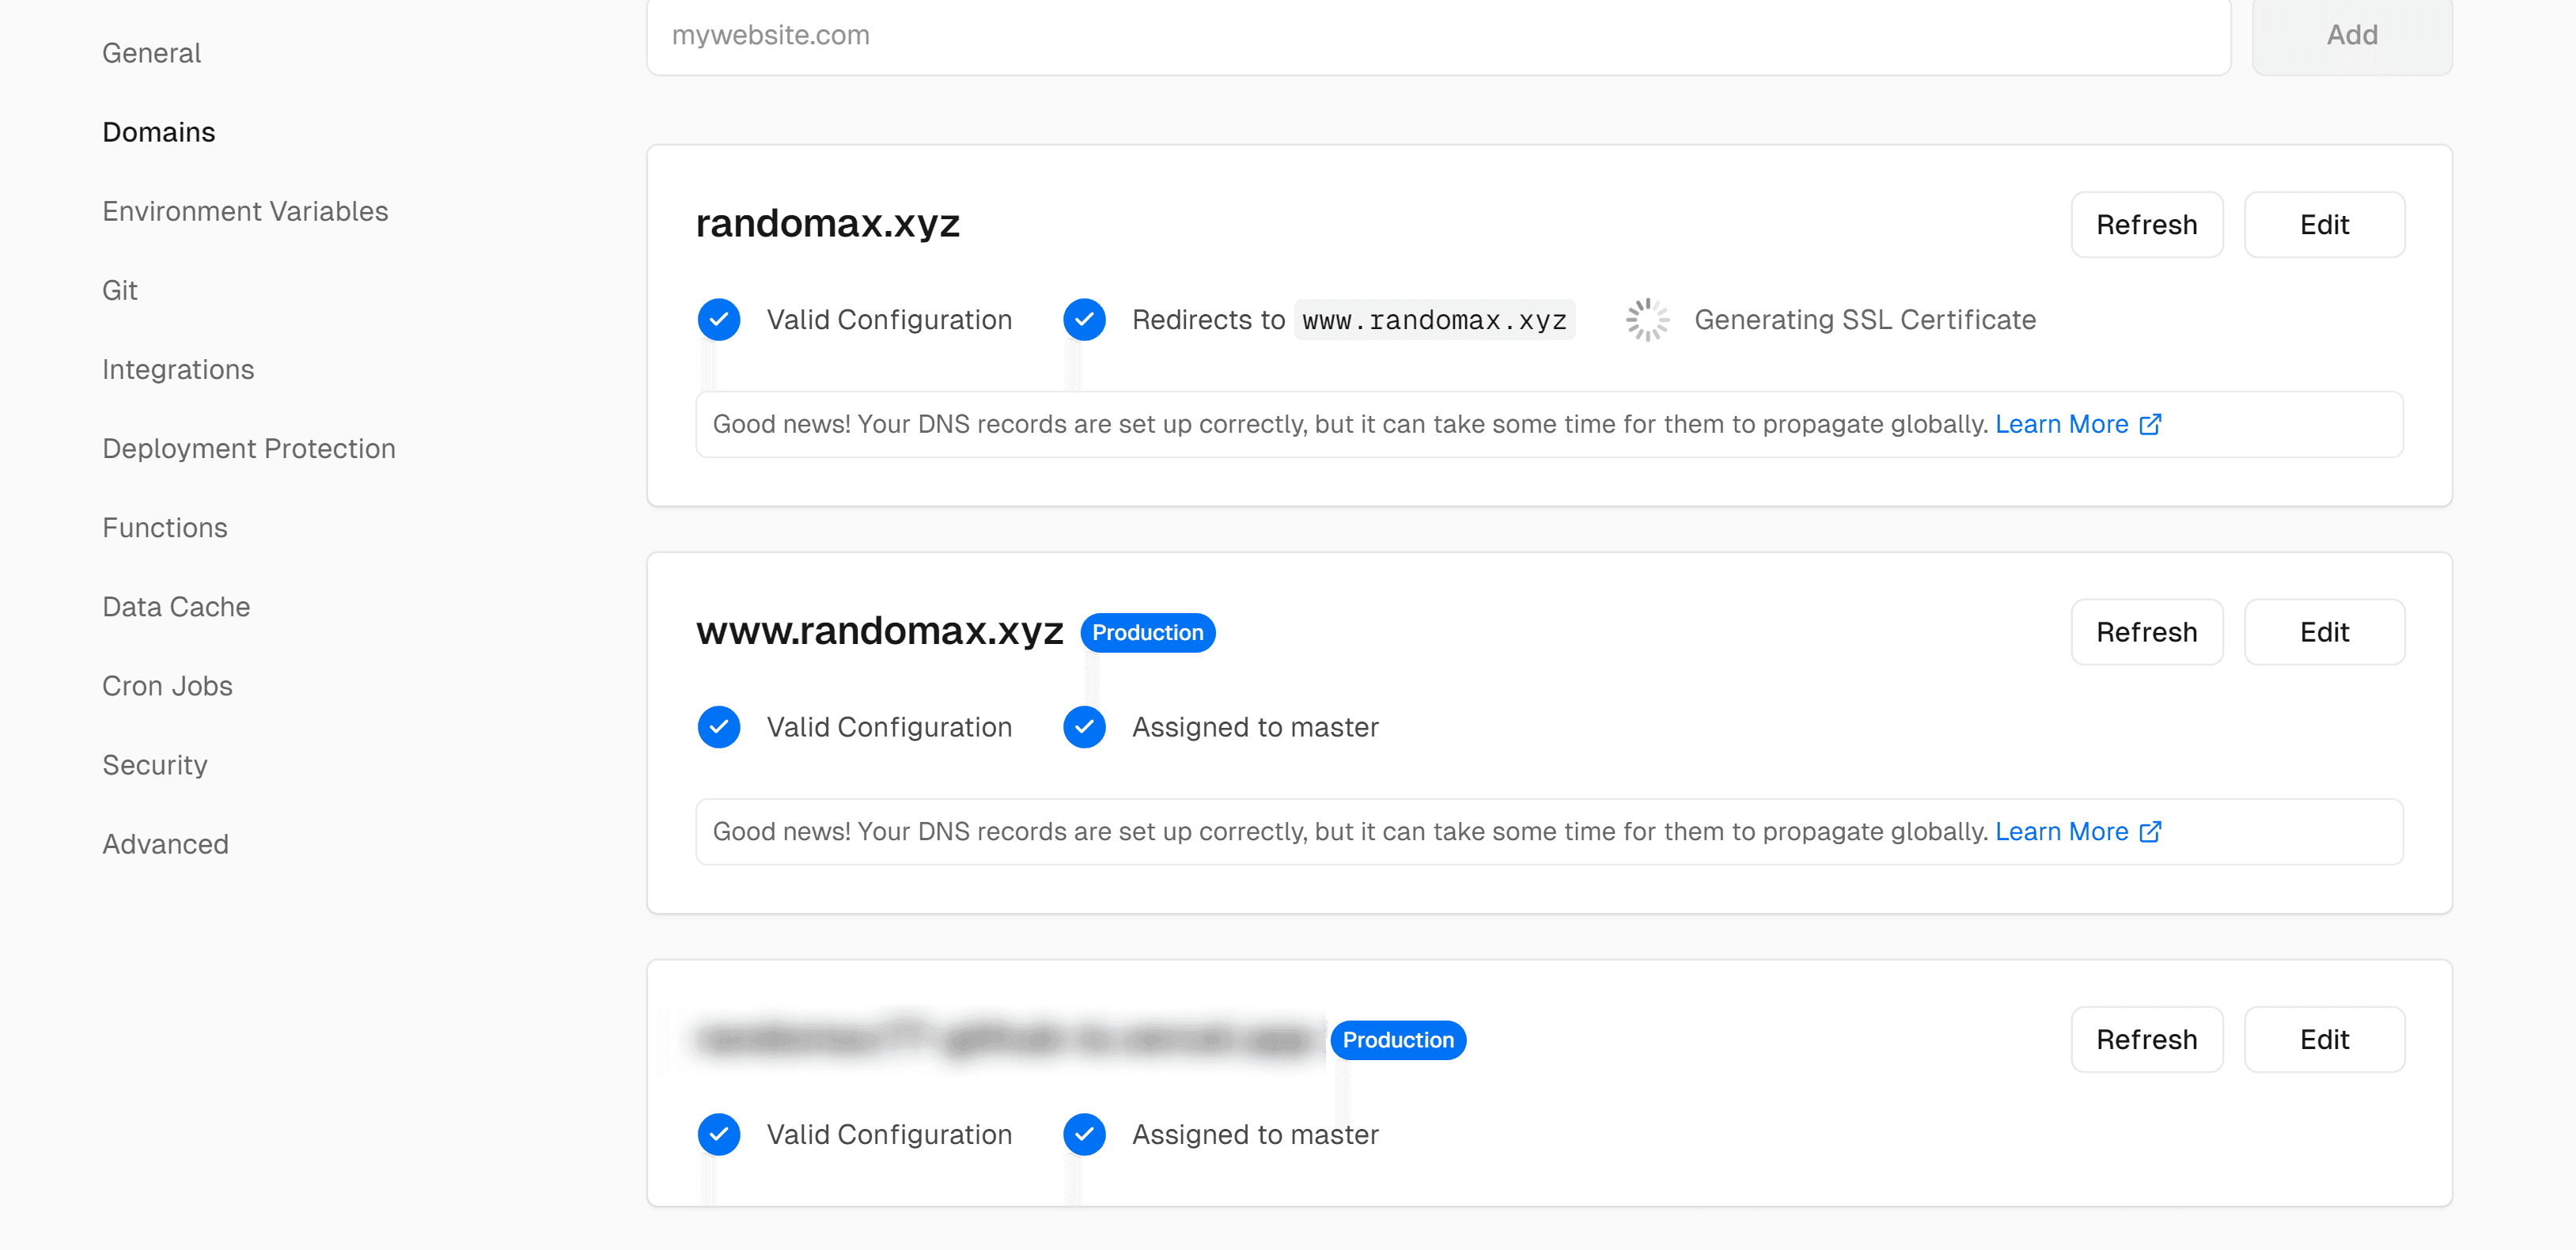 General
Domains
Environment Variables
Git
Integrations
Deployment Protection
Functions
Data Cache
Cron Jobs
Security
Advanced
mywebsite.com
Add
randomax.xyz
Refresh
Edit
Valid Configuration
Redirects to www.randomax.xyz
Generating SSL Certificate
Good news! Your DNS records are set up correctly, but it can take some time for them to propagate globally. Learn More
www.randomax.xyz Production
Refresh
Edit
Valid Configuration
Assigned to master
Good news! Your DNS records are set up correctly, but it can take some time for them to propagate globally. Learn More
Production
Refresh
Edit
Valid Configuration
Assigned to master